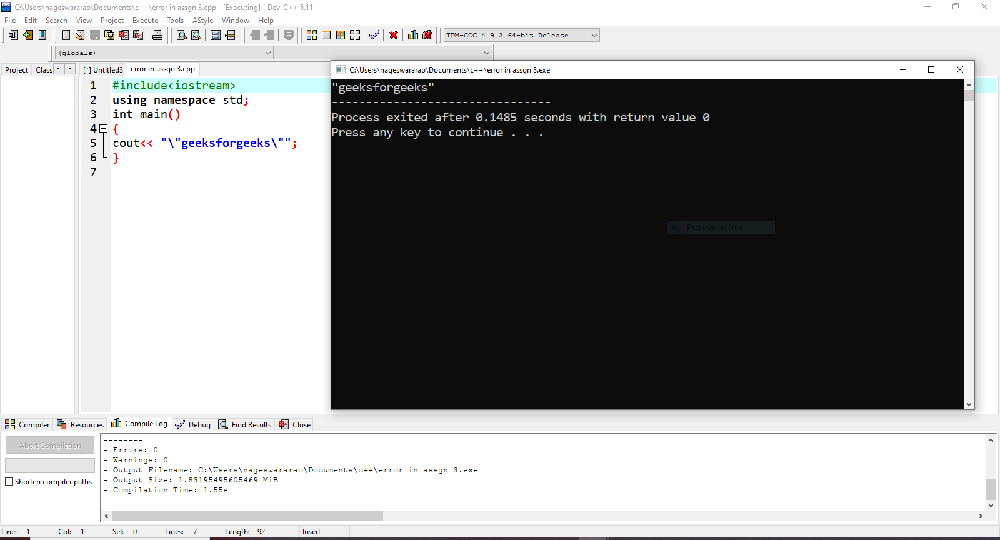 C:\Users\nageswararao\Documents\c++\error in assgn 3.cpp - [Executing] - Dev-C++ 5.11
File Edit Search View Project Execute Tools AStyle Window Help
TDM-GCC 4.9.2 64-bit Release
(globals)
Project Class [*] Untitled3 error in assgn 3.cpp
1 #include<iostream>
2 using namespace std;
3 int main()
4 {
5 cout<< "\"geeksforgeeks\"";
6 }
7
C:\Users\nageswararao\Documents\c++\error in assgn 3.exe
"geeksforgeeks"
--------------------------------
Process exited after 0.1485 seconds with return value 0
Press any key to continue . . .
Rectangular Snip
Compiler Resources Compile Log Debug Find Results Close
Abort Compilation
Shorten compiler paths
--------
- Errors: 0
- Warnings: 0
- Output Filename: C:\Users\nageswararao\Documents\c++\error in assgn 3.exe
- Output Size: 1.83195495605469 MiB
- Compilation Time: 1.55s
Line: 1 Col: 1 Sel: 0 Lines: 7 Length: 92 Insert